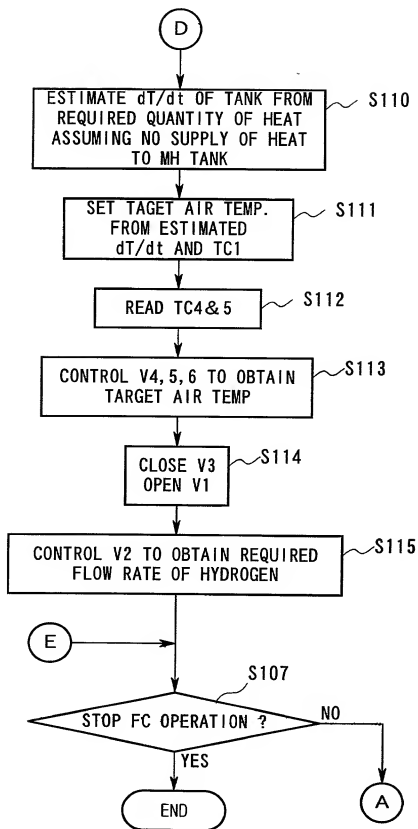 D
ESTIMATE dT/dt OF TANK FROM
REQUIRED QUANTITY OF HEAT
ASSUMING NO SUPPLY OF HEAT
TO MH TANK
S110
SET TAGET AIR TEMP.
FROM ESTIMATED
dT/dt AND TC1
S111
READ TC4&5
S112
CONTROL V4,5,6 TO OBTAIN
TARGET AIR TEMP
S113
CLOSE V3
OPEN V1
S114
CONTROL V2 TO OBTAIN REQUIRED
FLOW RATE OF HYDROGEN
S115
E
S107
STOP FC OPERATION ?
NO
YES
END
A